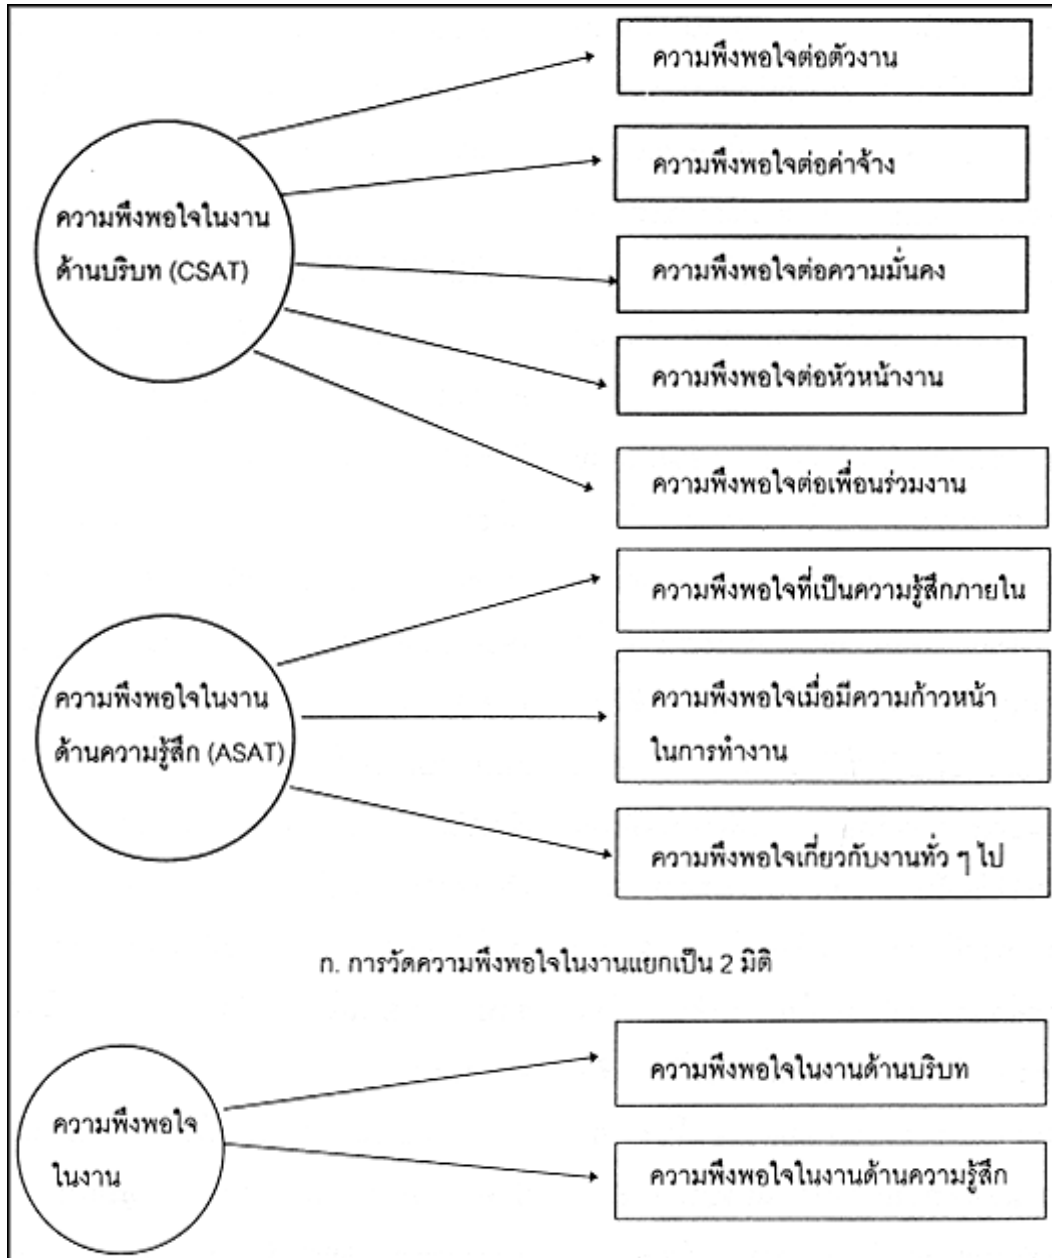 ความพึงพอใจต่อตัวงาน
ความพึงพอใจต่อค่าจ้าง
ความพึงพอใจในงาน
ด้านบริบท (CSAT)
ความพึงพอใจต่อความมั่นคง
ความพึงพอใจต่อหัวหน้างาน
ความพึงพอใจต่อเพื่อนร่วมงาน
ความพึงพอใจที่เป็นความรู้สึกภายใน
ความพึงพอใจในงาน
ด้านความรู้สึก (ASAT)
ความพึงพอใจเมื่อมีความก้าวหน้า
ในการทำงาน
ความพึงพอใจเกี่ยวกับงานทั่ว ๆ ไป
ก. การวัดความพึงพอใจในงานแยกเป็น 2 มิติ
ความพึงพอใจ
ในงาน
ความพึงพอใจในงานด้านบริบท
ความพึงพอใจในงานด้านความรู้สึก